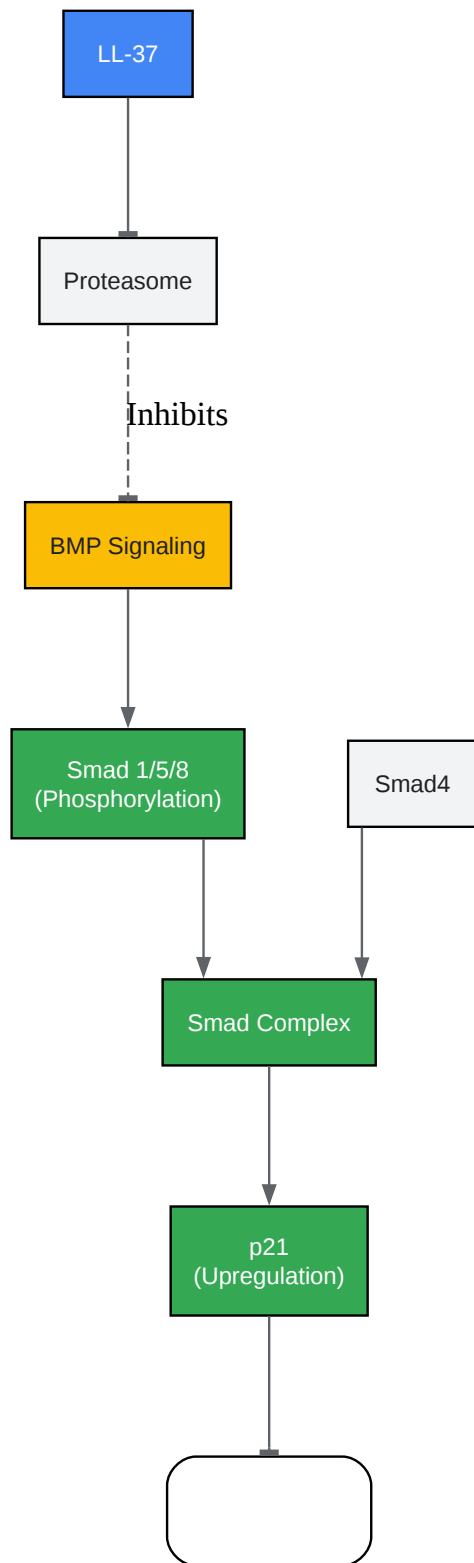 LL-37
Proteasome
Inhibits
BMP Signaling
Smad 1/5/8
(Phosphorylation)
Smad4
Smad Complex
p21
(Upregulation)